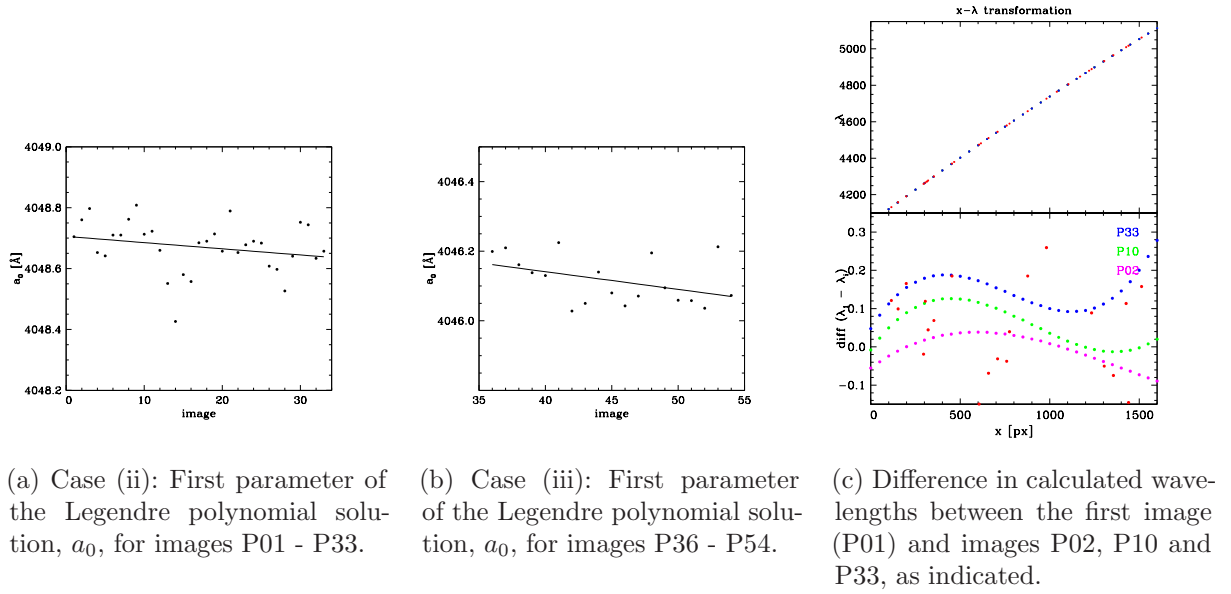 4049.0
4048.8
4048.6
4048.4
4048.2
a₀ [Å]
0 10 20 30
image
4046.4
4046.2
4046.0
a₀ [Å]
35 40 45 50 55
image
x-λ transformation
5000
4800
4600
4400
4200
λ
0.3
0.2
0.1
0.0
-0.1
diff (λ₁ - λᵢ)
P33
P10
P02
0 500 1000 1500
x [px]
(a) Case (ii): First parameter of
the Legendre polynomial solu-
tion, a₀, for images P01 - P33.
(b) Case (iii): First parameter
of the Legendre polynomial solu-
tion, a₀, for images P36 - P54.
(c) Difference in calculated wave-
lengths between the first image
(P01) and images P02, P10 and
P33, as indicated.